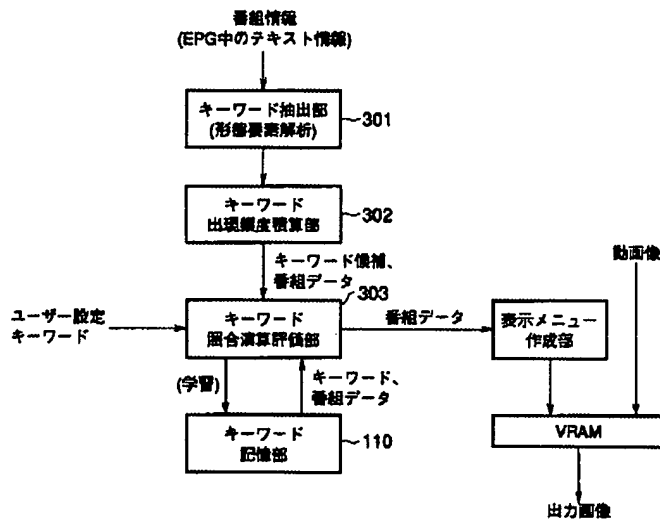 番組情報
(EPG中のテキスト情報)
キーワード抽出部
(形態要素解析)
301
キーワード
出現頻度積算部
302
キーワード候補、
番組データ
303
動画像
ユーザー設定
キーワード
キーワード
照合演算評価部
番組データ
表示メニュー
作成部
(学習)
キーワード、
番組データ
キーワード
記憶部
110
VRAM
出力画像